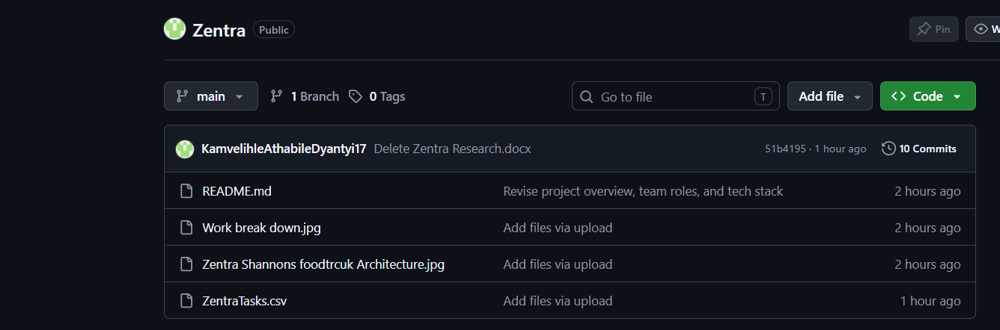 Zentra Public Pin
main 1 Branch 0 Tags Go to file T Add file Code
KamvelihleAthabileDyantyi17 Delete Zentra Research.docx 51b4195 · 1 hour ago 10 Commits
README.md Revise project overview, team roles, and tech stack 2 hours ago
Work break down.jpg Add files via upload 2 hours ago
Zentra Shannons foodtrcuk Architecture.jpg Add files via upload 2 hours ago
ZentraTasks.csv Add files via upload 1 hour ago